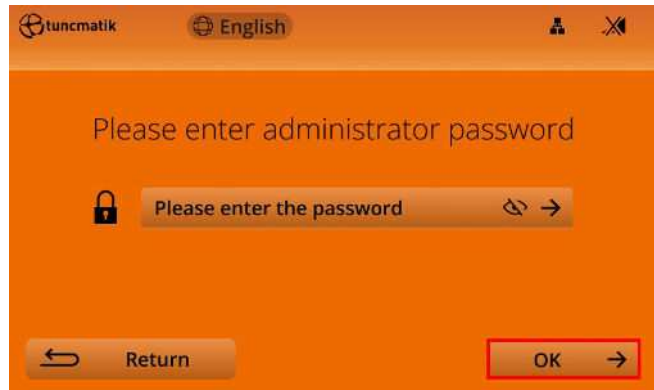 tuncmatik
English
Please enter administrator password
Please enter the password
Return
OK